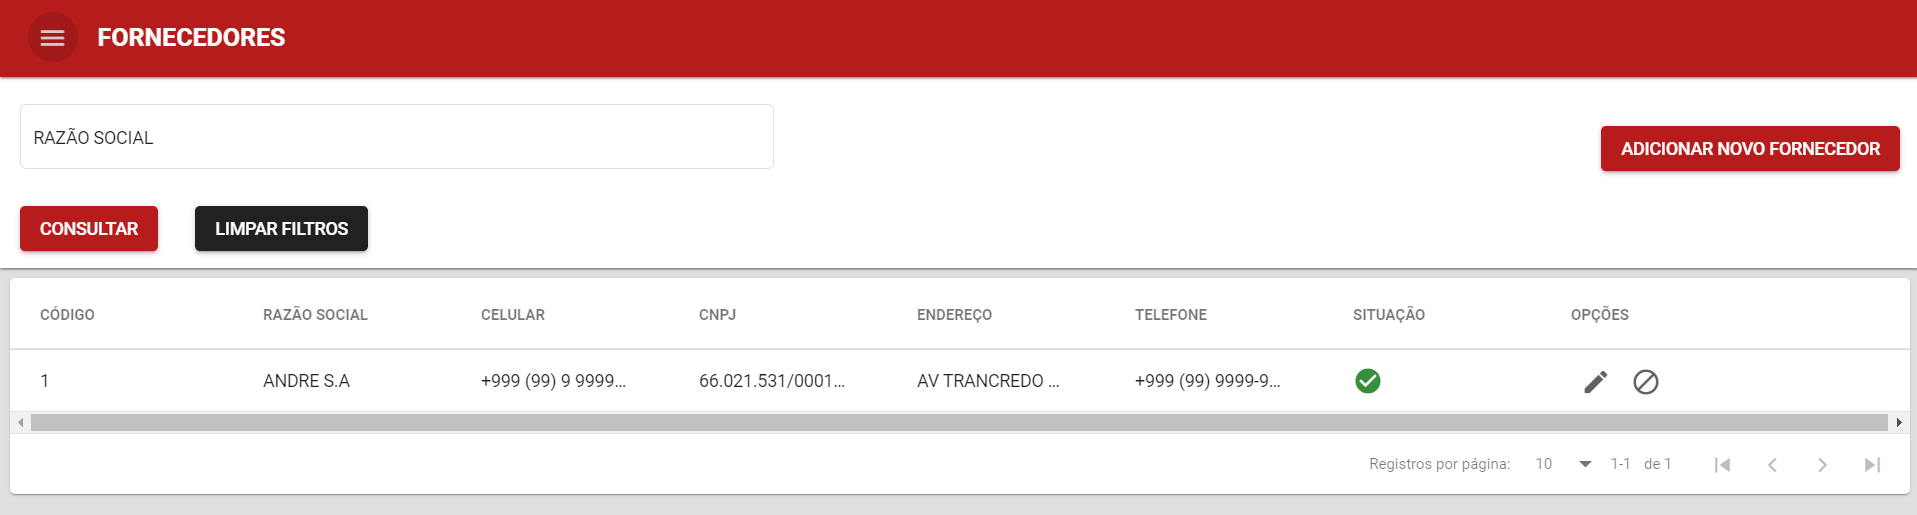 FORNECEDORES
RAZÃO SOCIAL
ADICIONAR NOVO FORNECEDOR
CONSULTAR LIMPAR FILTROS
CÓDIGO RAZÃO SOCIAL CELULAR CNPJ ENDEREÇO TELEFONE SITUAÇÃO OPÇÕES
1 ANDRE S.A +999 (99) 9 9999... 66.021.531/0001... AV TRANCREDO ... +999 (99) 9999-9...
Registros por página: 10 1-1 de 1